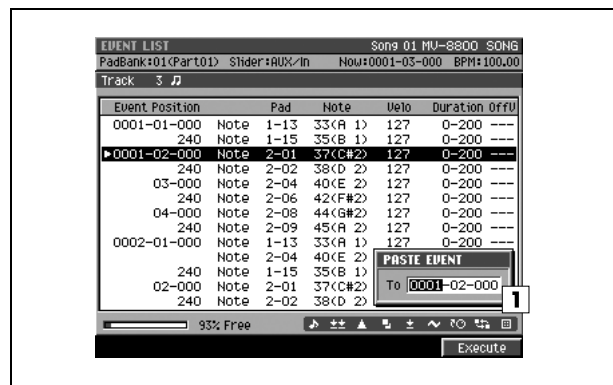 EVENT LIST Song 01 MV-8800 SONG
PadBank:01(Part01) Slider:AUX/In Now:0001-03-000 BPM:100.00
Track 3
Event Position Pad Note Velo Duration OffV
0001-01-000 Note 1-13 33(A 1) 127 0-200 ---
240 Note 1-15 35(B 1) 127 0-200 ---
0001-02-000 Note 2-01 37(C#2) 127 0-200 ---
240 Note 2-02 38(D 2) 127 0-200 ---
03-000 Note 2-04 40(E 2) 127 0-200 ---
240 Note 2-06 42(F#2) 127 0-200 ---
04-000 Note 2-08 44(G#2) 127 0-200 ---
240 Note 2-09 45(A 2) 127 0-200 ---
0002-01-000 Note 1-13 33(A 1) 127 0-200 ---
Note 2-04 40(E 2)
240 Note 1-15 35(B 1)
02-000 Note 2-01 37(C#2)
240 Note 2-02 38(D 2)
PASTE EVENT
To 0001-02-000
1
93% Free
Execute